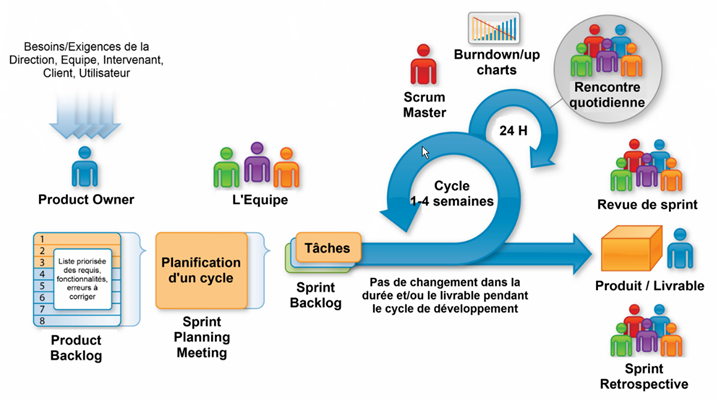 Besoins/Exigences de la
Direction, Equipe, Intervenant,
Client, Utilisateur
Product Owner
L'Equipe
Scrum
Master
Burndown/up
charts
Rencontre
quotidienne
24 H
Cycle
1-4 semaines
Revue de sprint
1
2
3
4
5
6
7
8
Liste priorisée
des requis,
fonctionnalités,
erreurs à
corriger
Product
Backlog
Planification
d'un cycle
Sprint
Planning
Meeting
Tâches
Sprint
Backlog
Pas de changement dans la
durée et/ou le livrable pendant
le cycle de développement
Produit / Livrable
Sprint
Retrospective